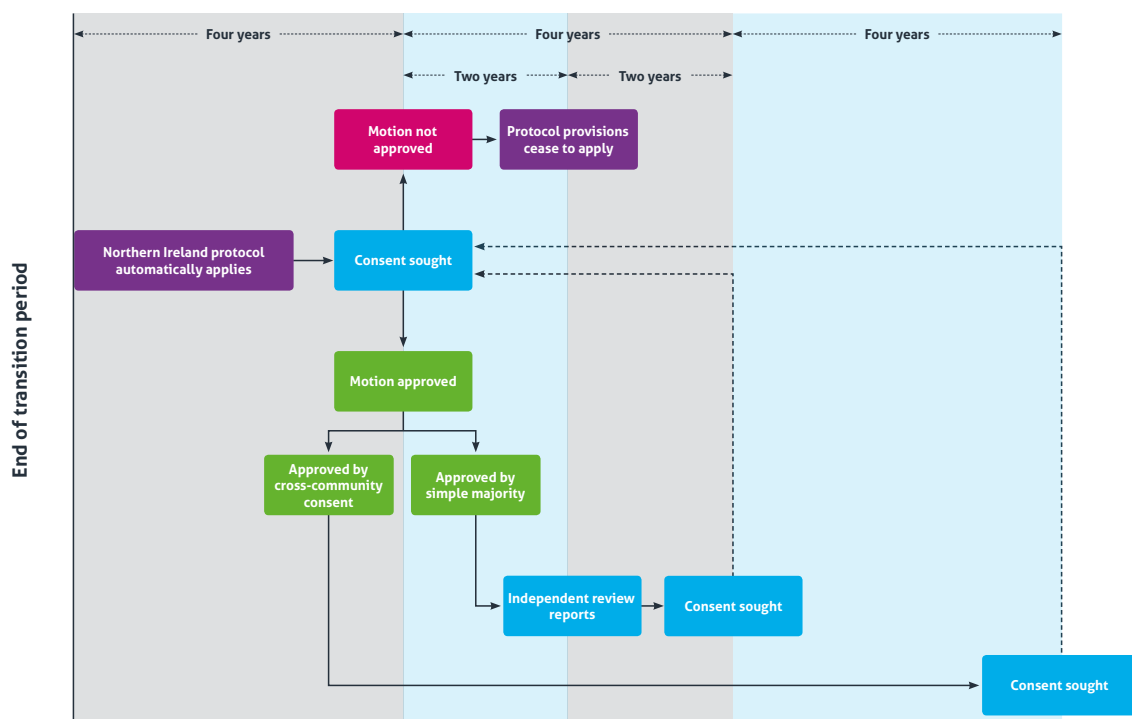 Four years
Four years
Four years
Two years
Two years
Motion not
approved
Protocol provisions
cease to apply
Northern Ireland protocol
automatically applies
Consent sought
End of transition period
Motion approved
Approved by
cross-community
consent
Approved by
simple majority
Independent review
reports
Consent sought
Consent sought